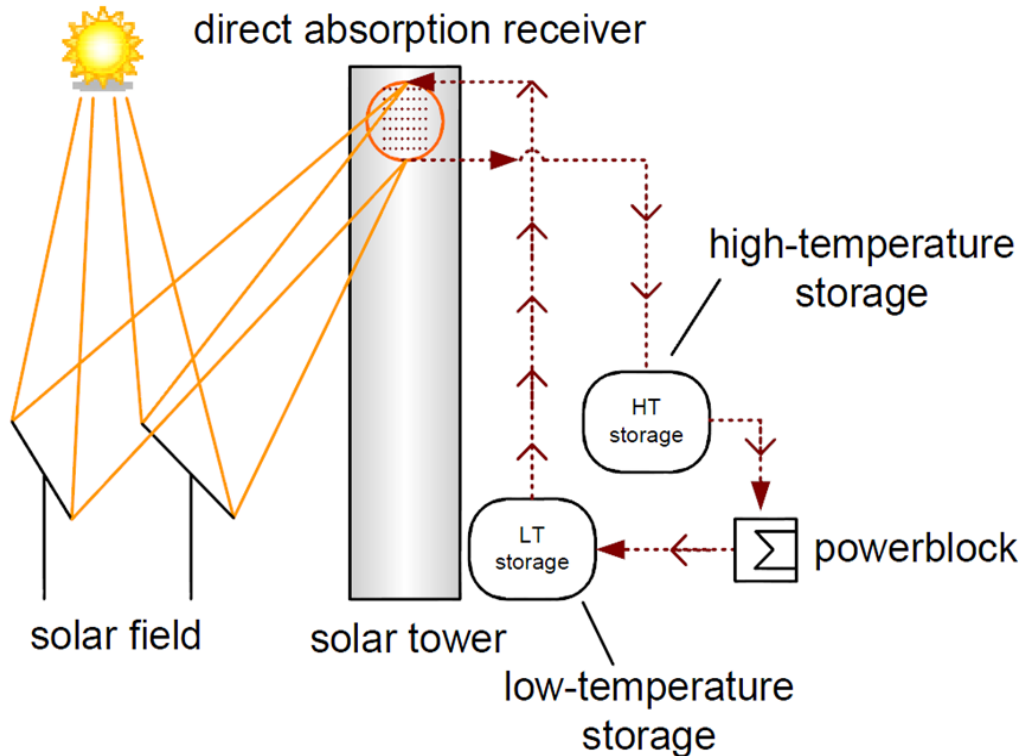 direct absorption receiver
high-temperature
storage
HT
storage
LT
storage
powerblock
solar field
solar tower
low-temperature
storage